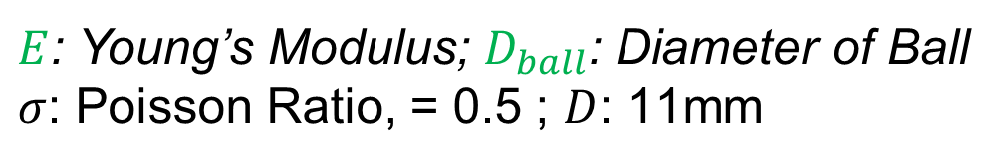 E: Young’s Modulus; D_ball: Diameter of Ball
σ: Poisson Ratio, = 0.5 ; D: 11mm